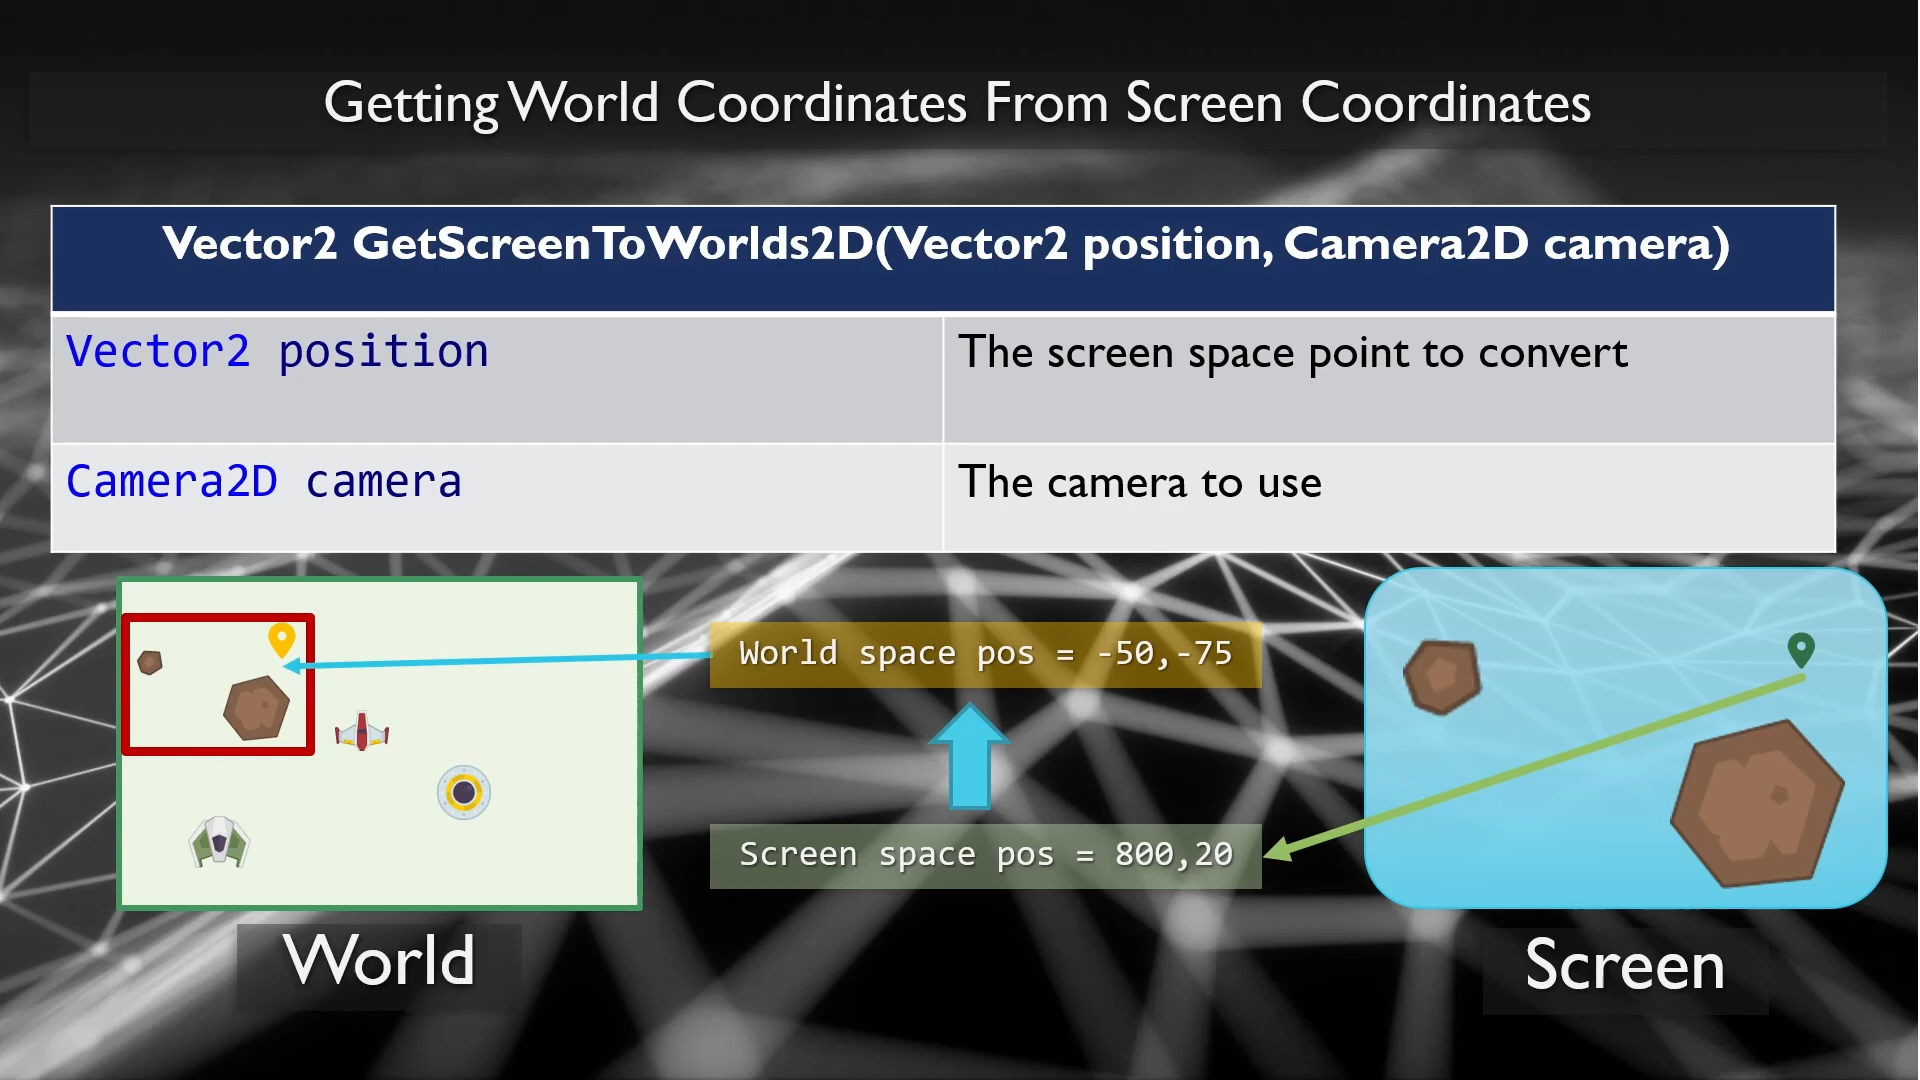 Getting World Coordinates From Screen Coordinates
Vector2 GetScreenToWorlds2D(Vector2 position, Camera2D camera)
Vector2 position
The screen space point to convert
Camera2D camera
The camera to use
World space pos = -50,-75
Screen space pos = 800,20
World
Screen